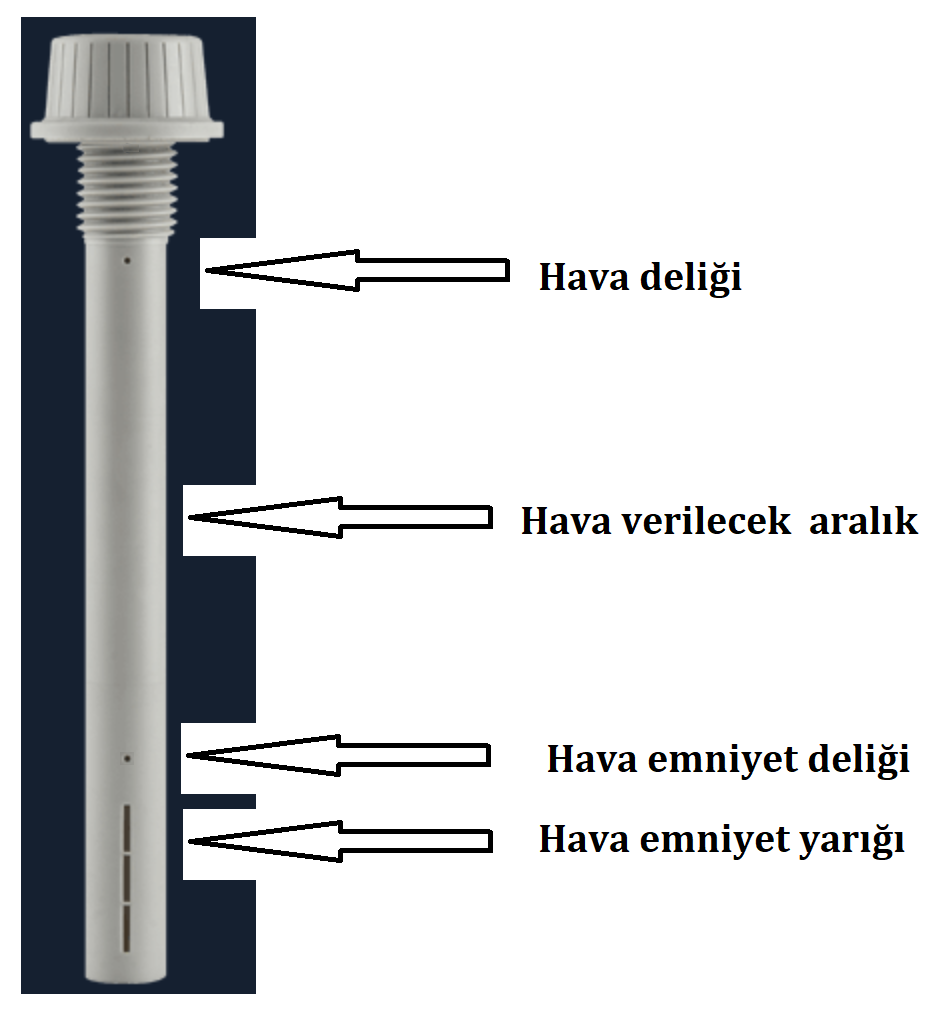 Hava deliği
Hava verilecek aralık
Hava emniyet deliği
Hava emniyet yarığı